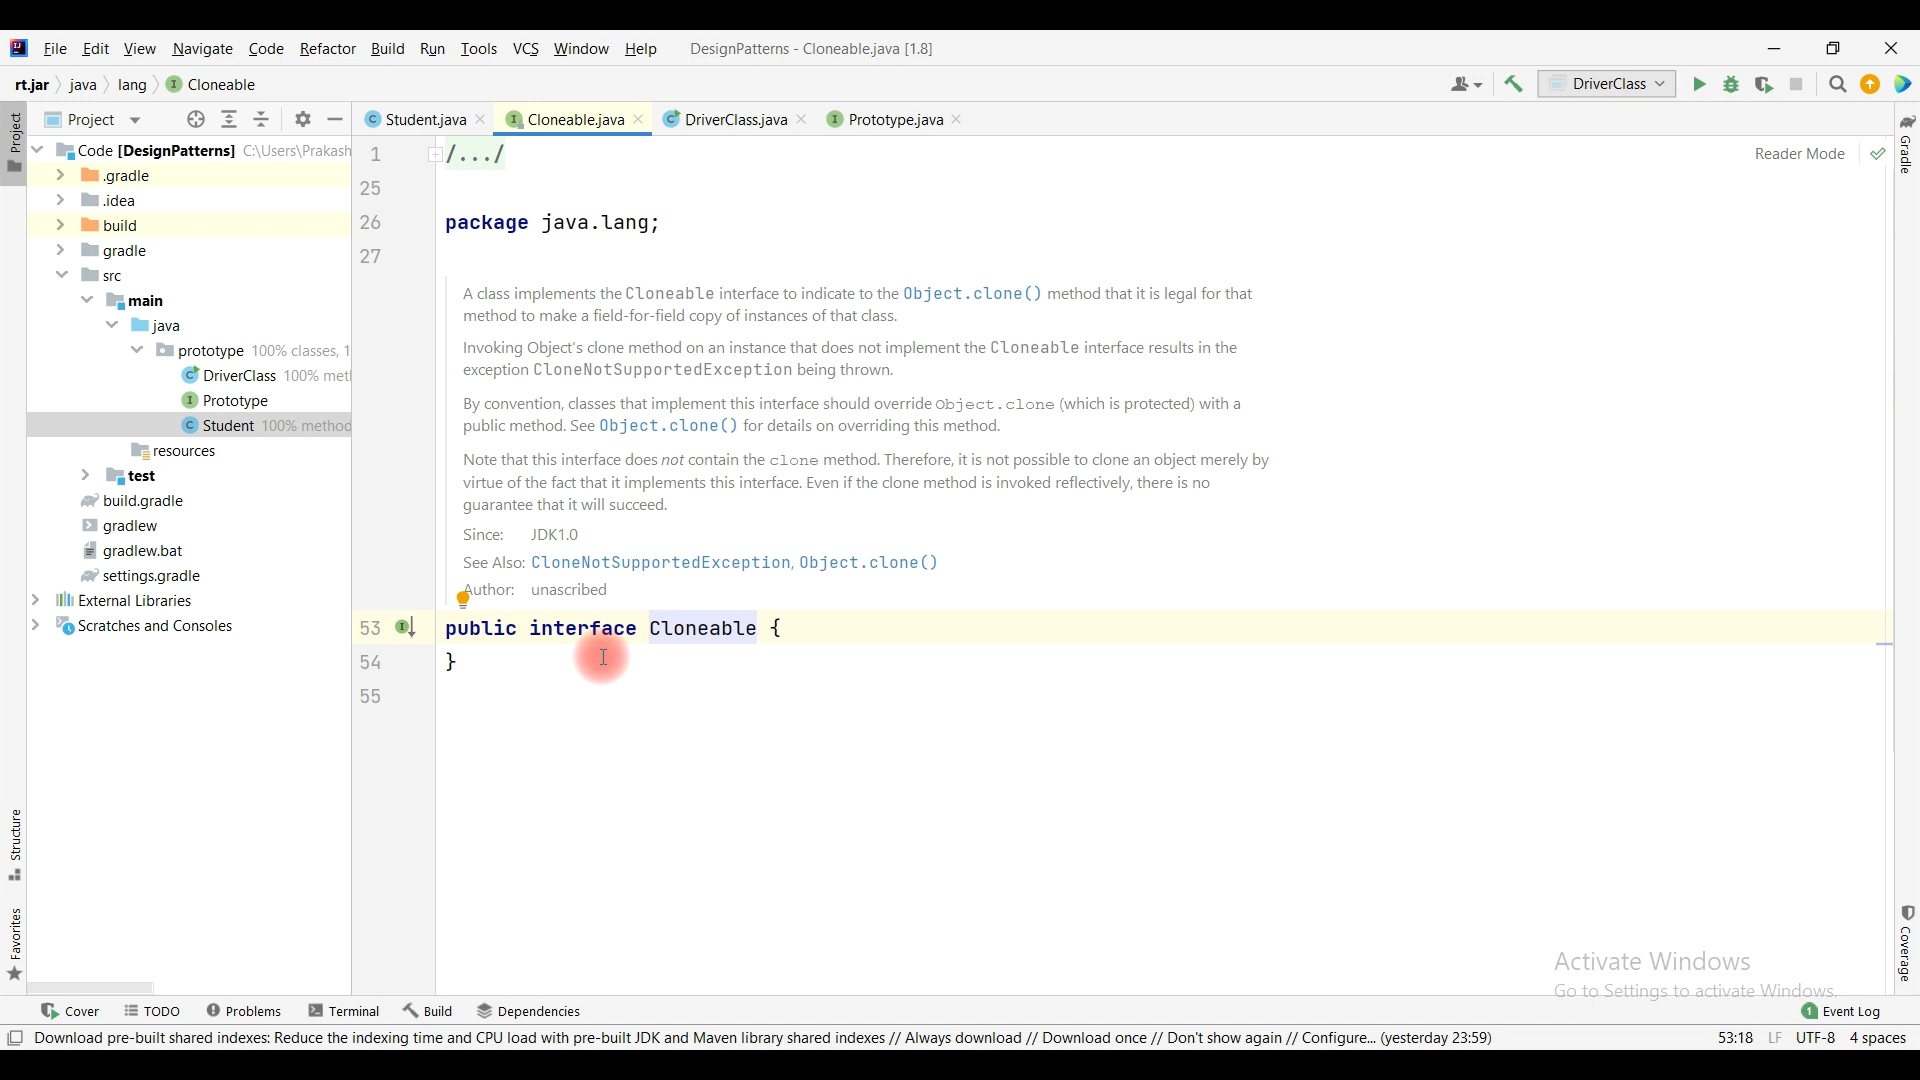 File Edit View Navigate Code Refactor Build Run Tools VCS Window Help DesignPatterns - Cloneable.java [1.8]
rt.jar java lang Cloneable DriverClass
Project Student.java Cloneable.java DriverClass.java Prototype.java
Project
Gradle
Structure
Favorites
Coverage
Code [DesignPatterns] C:\Users\Prakash
.gradle
.idea
build
gradle
src
main
java
prototype 100% classes, 1
DriverClass 100% met
Prototype
Student 100% method
resources
test
build.gradle
gradlew
gradlew.bat
settings.gradle
External Libraries
Scratches and Consoles
1 /.../
Reader Mode
25
26 package java.lang;
27
A class implements the Cloneable interface to indicate to the Object.clone() method that it is legal for that
method to make a field-for-field copy of instances of that class.
Invoking Object's clone method on an instance that does not implement the Cloneable interface results in the
exception CloneNotSupportedException being thrown.
By convention, classes that implement this interface should override Object.clone (which is protected) with a
public method. See Object.clone() for details on overriding this method.
Note that this interface does not contain the clone method. Therefore, it is not possible to clone an object merely by
virtue of the fact that it implements this interface. Even if the clone method is invoked reflectively, there is no
guarantee that it will succeed.
Since: JDK1.0
See Also: CloneNotSupportedException, Object.clone()
Author: unascribed
53 public interface Cloneable {
54 }
55
Activate Windows
Go to Settings to activate Windows.
Cover TODO Problems Terminal Build Dependencies 1 Event Log
Download pre-built shared indexes: Reduce the indexing time and CPU load with pre-built JDK and Maven library shared indexes // Always download // Download once // Don't show again // Configure... (yesterday 23:59) 53:18 LF UTF-8 4 spaces